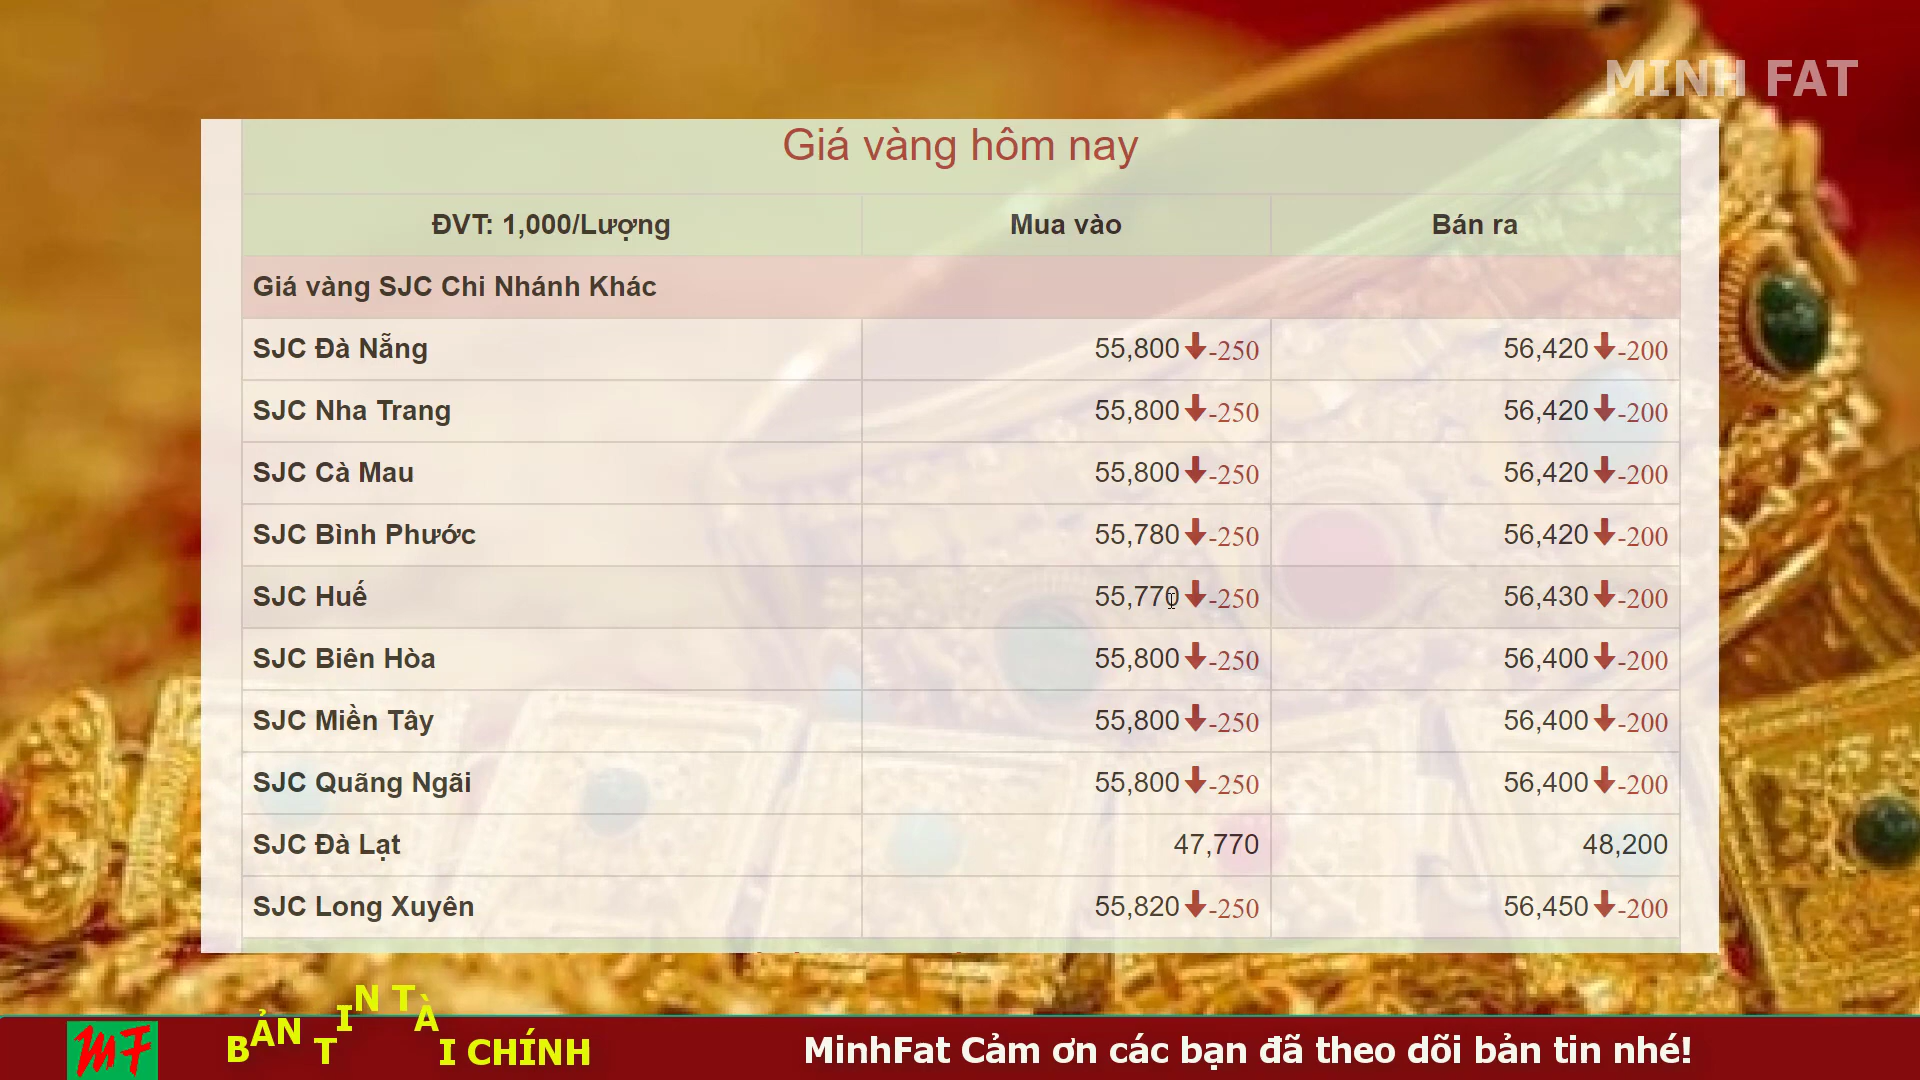 MINH FAT
Giá vàng hôm nay
ĐVT: 1,000/Lượng Mua vào Bán ra
Giá vàng SJC Chi Nhánh Khác
SJC Đà Nẵng 55,800 -250 56,420 -200
SJC Nha Trang 55,800 -250 56,420 -200
SJC Cà Mau 55,800 -250 56,420 -200
SJC Bình Phước 55,780 -250 56,420 -200
SJC Huế 55,770 -250 56,430 -200
SJC Biên Hòa 55,800 -250 56,400 -200
SJC Miền Tây 55,800 -250 56,400 -200
SJC Quãng Ngãi 55,800 -250 56,400 -200
SJC Đà Lạt 47,770 48,200
SJC Long Xuyên 55,820 -250 56,450 -200
MF BẢN TIN TÀI CHÍNH MinhFat Cảm ơn các bạn đã theo dõi bản tin nhé!